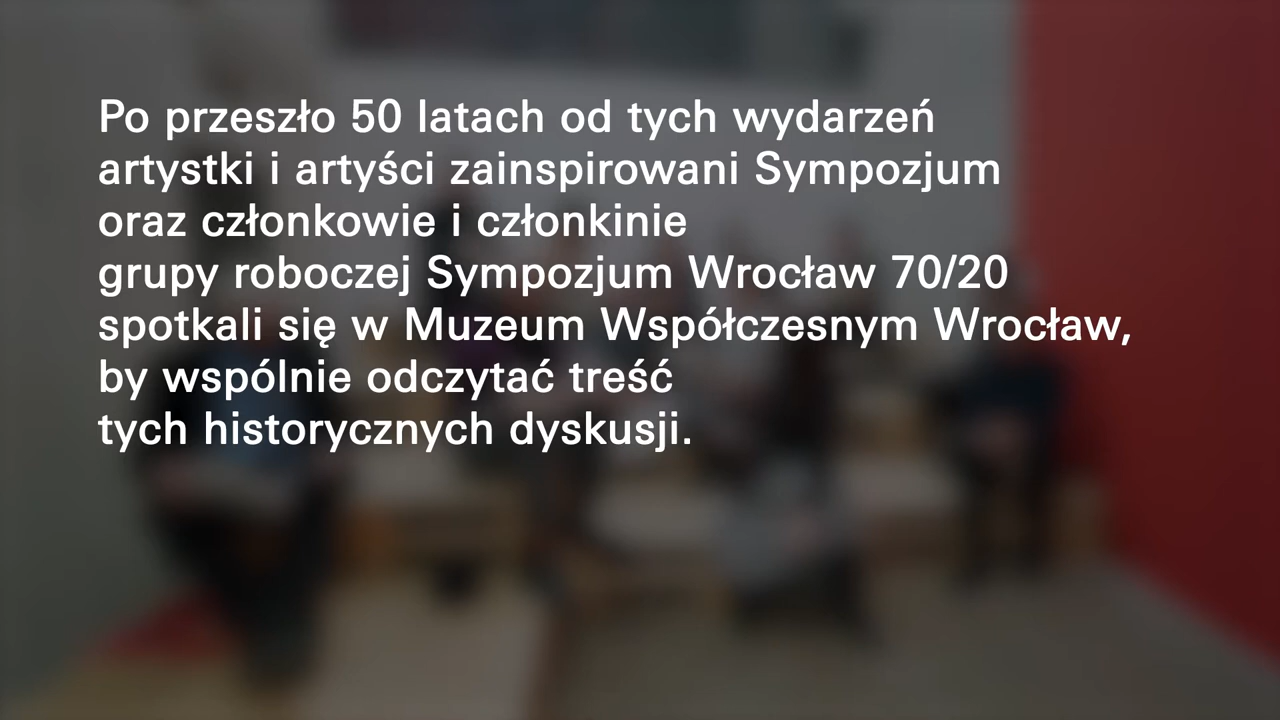 Po przeszło 50 latach od tych wydarzeń
artystki i artyści zainspirowani Sympozjum
oraz członkowie i członkinie
grupy roboczej Sympozjum Wrocław 70/20
spotkali się w Muzeum Współczesnym Wrocław,
by wspólnie odczytać treść
tych historycznych dyskusji.